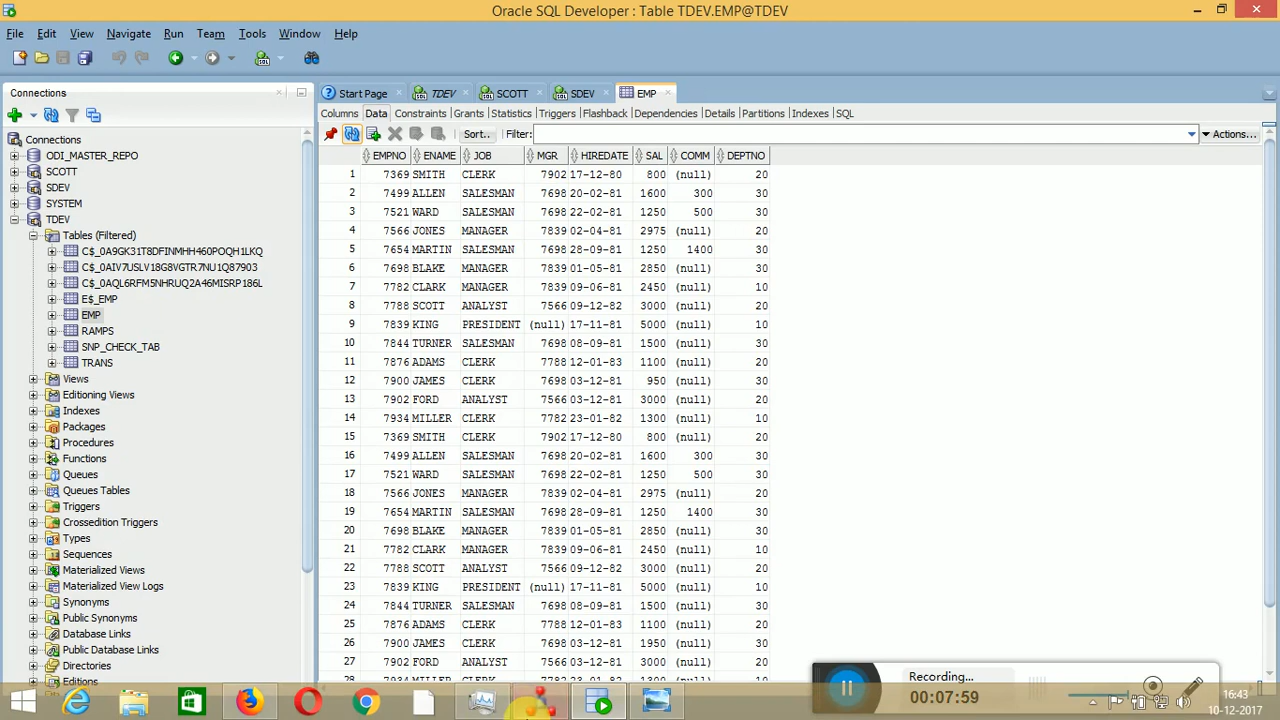 Oracle SQL Developer : Table TDEV.EMP@TDEV
File Edit View Navigate Run Team Tools Window Help
Connections
Start Page TDEV SCOTT SDEV EMP
Columns Data Constraints Grants Statistics Triggers Flashback Dependencies Details Partitions Indexes SQL
Sort.. Filter: Actions...
Connections
ODI_MASTER_REPO
SCOTT
SDEV
SYSTEM
TDEV
Tables (Filtered)
C$_0A9GK31T8DFINMHH460POQH1LKQ
C$_0AIV7USLV18G8VGTR7NU1Q87903
C$_0AQL6RFM5NHRUQ2A46MISRP186L
E$_EMP
EMP
RAMPS
SNP_CHECK_TAB
TRANS
Views
Editioning Views
Indexes
Packages
Procedures
Functions
Queues
Queues Tables
Triggers
Crossedition Triggers
Types
Sequences
Materialized Views
Materialized View Logs
Synonyms
Public Synonyms
Database Links
Public Database Links
Directories
Editions
EMPNO ENAME JOB MGR HIREDATE SAL COMM DEPTNO
1 7369 SMITH CLERK 7902 17-12-80 800 (null) 20
2 7499 ALLEN SALESMAN 7698 20-02-81 1600 300 30
3 7521 WARD SALESMAN 7698 22-02-81 1250 500 30
4 7566 JONES MANAGER 7839 02-04-81 2975 (null) 20
5 7654 MARTIN SALESMAN 7698 28-09-81 1250 1400 30
6 7698 BLAKE MANAGER 7839 01-05-81 2850 (null) 30
7 7782 CLARK MANAGER 7839 09-06-81 2450 (null) 10
8 7788 SCOTT ANALYST 7566 09-12-82 3000 (null) 20
9 7839 KING PRESIDENT (null) 17-11-81 5000 (null) 10
10 7844 TURNER SALESMAN 7698 08-09-81 1500 (null) 30
11 7876 ADAMS CLERK 7788 12-01-83 1100 (null) 20
12 7900 JAMES CLERK 7698 03-12-81 950 (null) 30
13 7902 FORD ANALYST 7566 03-12-81 3000 (null) 20
14 7934 MILLER CLERK 7782 23-01-82 1300 (null) 10
15 7369 SMITH CLERK 7902 17-12-80 800 (null) 20
16 7499 ALLEN SALESMAN 7698 20-02-81 1600 300 30
17 7521 WARD SALESMAN 7698 22-02-81 1250 500 30
18 7566 JONES MANAGER 7839 02-04-81 2975 (null) 20
19 7654 MARTIN SALESMAN 7698 28-09-81 1250 1400 30
20 7698 BLAKE MANAGER 7839 01-05-81 2850 (null) 30
21 7782 CLARK MANAGER 7839 09-06-81 2450 (null) 10
22 7788 SCOTT ANALYST 7566 09-12-82 3000 (null) 20
23 7839 KING PRESIDENT (null) 17-11-81 5000 (null) 10
24 7844 TURNER SALESMAN 7698 08-09-81 1500 (null) 30
25 7876 ADAMS CLERK 7788 12-01-83 1100 (null) 20
26 7900 JAMES CLERK 7698 03-12-81 1950 (null) 30
27 7902 FORD ANALYST 7566 03-12-81 3000 (null) 20
28 7934 MILLER CLERK
Recording...
00:07:59
16:43
10-12-2017